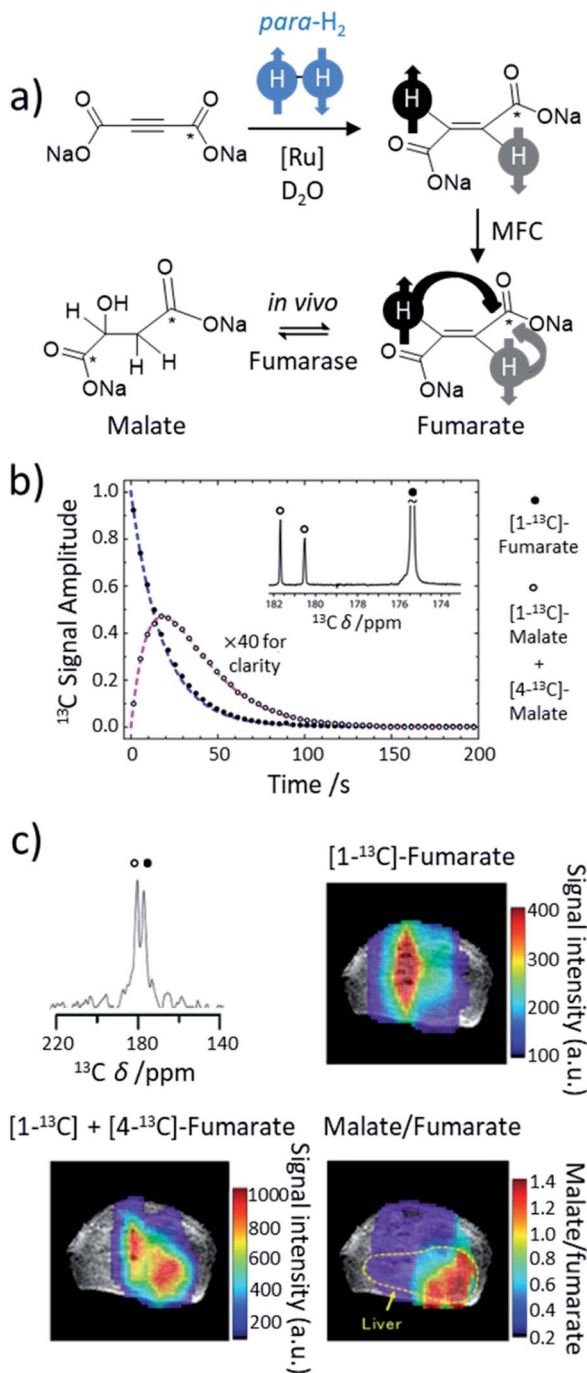 a)
para-H2
H H
H
O
O
O
NaO
*
ONa
[Ru]
D2O
O
*
ONa
H
ONa
MFC
O
OH
*
ONa
O
*
H H
ONa
Malate
in vivo
Fumarase
H
O
*
ONa
O
H
ONa
Fumarate
b)
13C Signal Amplitude
1.0
0.8
0.6
0.4
0.2
0.0
0 50 100 150 200
Time /s
×40 for
clarity
~
182 180 178 176 174
13C δ/ppm
[1-13C]-
Fumarate
[1-13C]-
Malate
+
[4-13C]-
Malate
c)
220 180 140
13C δ /ppm
[1-13C]-Fumarate
400
300
200
100
Signal intensity (a.u.)
[1-13C] + [4-13C]-Fumarate
1000
800
600
400
200
Signal intensity (a.u.)
Malate/Fumarate
Liver
1.4
1.2
1.0
0.8
0.6
0.4
0.2
Malate/fumarate